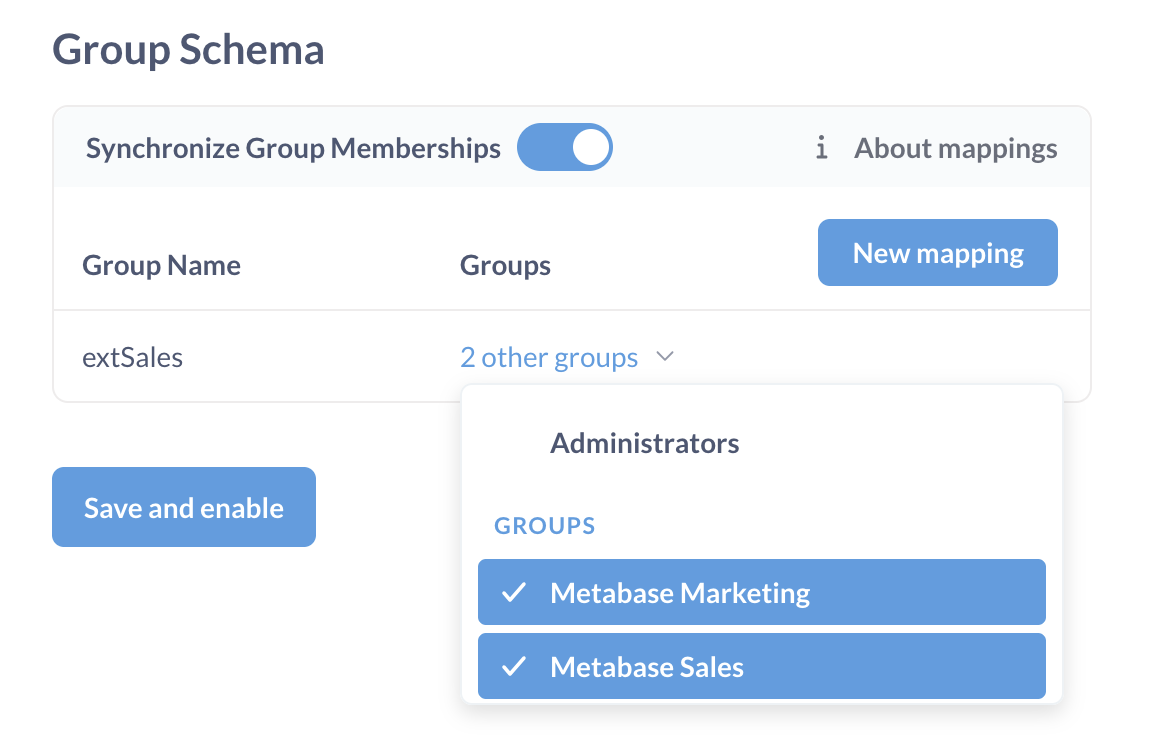 Group Schema
Synchronize Group Memberships
About mappings
Group Name
Groups
New mapping
extSales
2 other groups
Administrators
GROUPS
Metabase Marketing
Metabase Sales
Save and enable